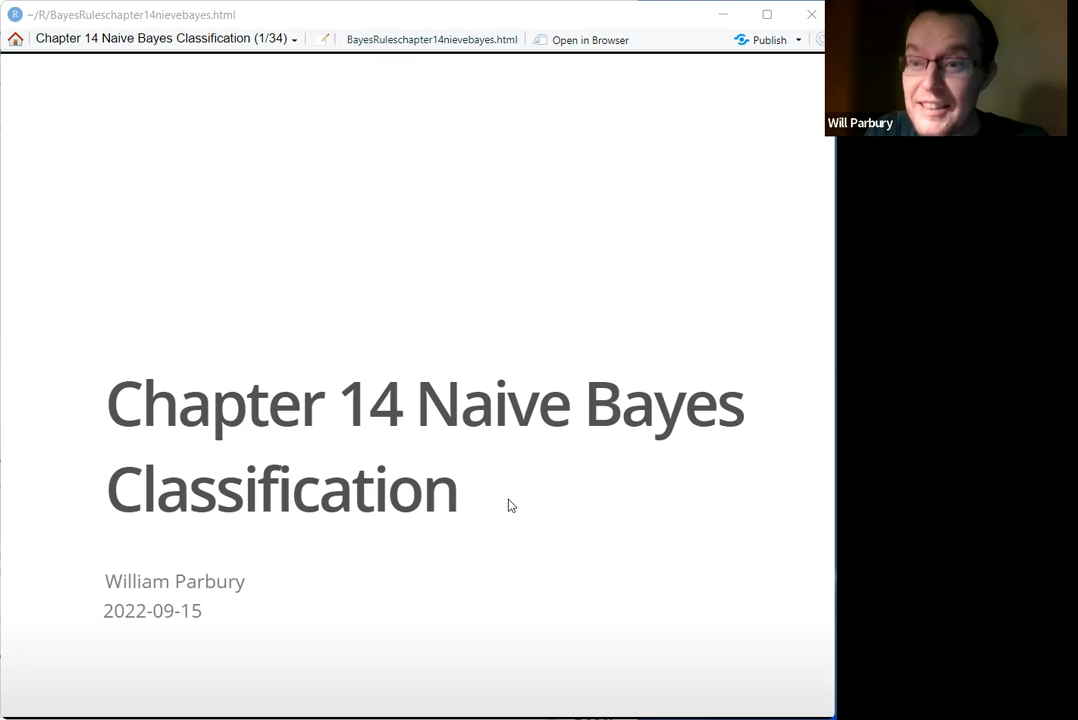 ~/R/BayesRuleschapter14nievebayes.html
Chapter 14 Naive Bayes Classification (1/34)
BayesRuleschapter14nievebayes.html
Open in Browser
Publish
Will Parbury
Chapter 14 Naive Bayes
Classification
William Parbury
2022-09-15